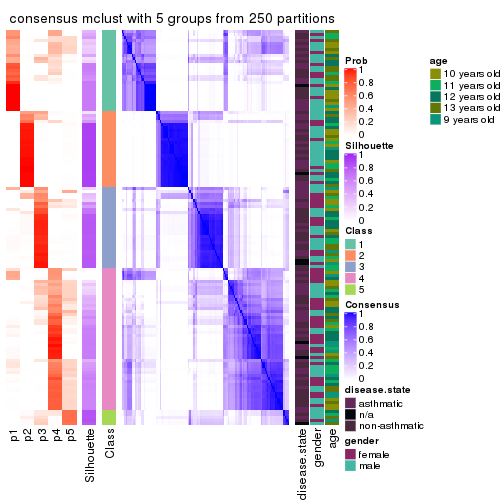 consensus mclust with 5 groups from 250 partitions
Prob
1
0.8
0.6
0.4
0.2
0
Silhouette
1
0.8
0.6
0.4
0.2
0
Class
1
2
3
4
5
Consensus
1
0.8
0.6
0.4
0.2
0
disease.state
asthmatic
n/a
non-asthmatic
gender
female
male
age
10 years old
11 years old
12 years old
13 years old
9 years old
p1
p2
p3
p4
p5
Silhouette
Class
disease.state
gender
age